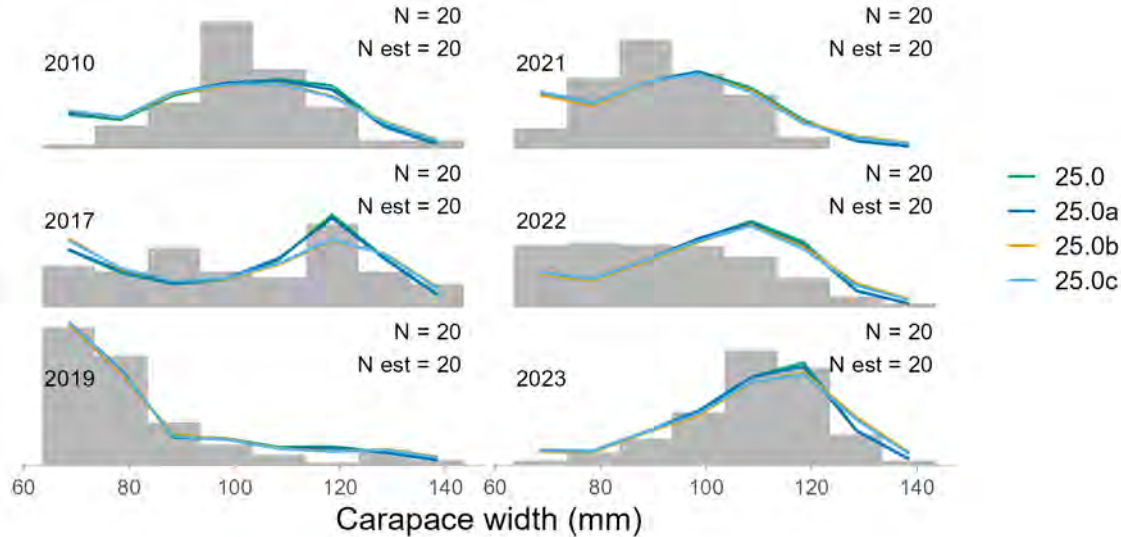 N = 20
N est = 20
2010
N = 20
N est = 20
2021
N = 20
N est = 20
2017
N = 20
N est = 20
2022
N = 20
N est = 20
2019
N = 20
N est = 20
2023
25.0
25.0a
25.0b
25.0c
60 80 100 120 140 60 80 100 120 140
Carapace width (mm)